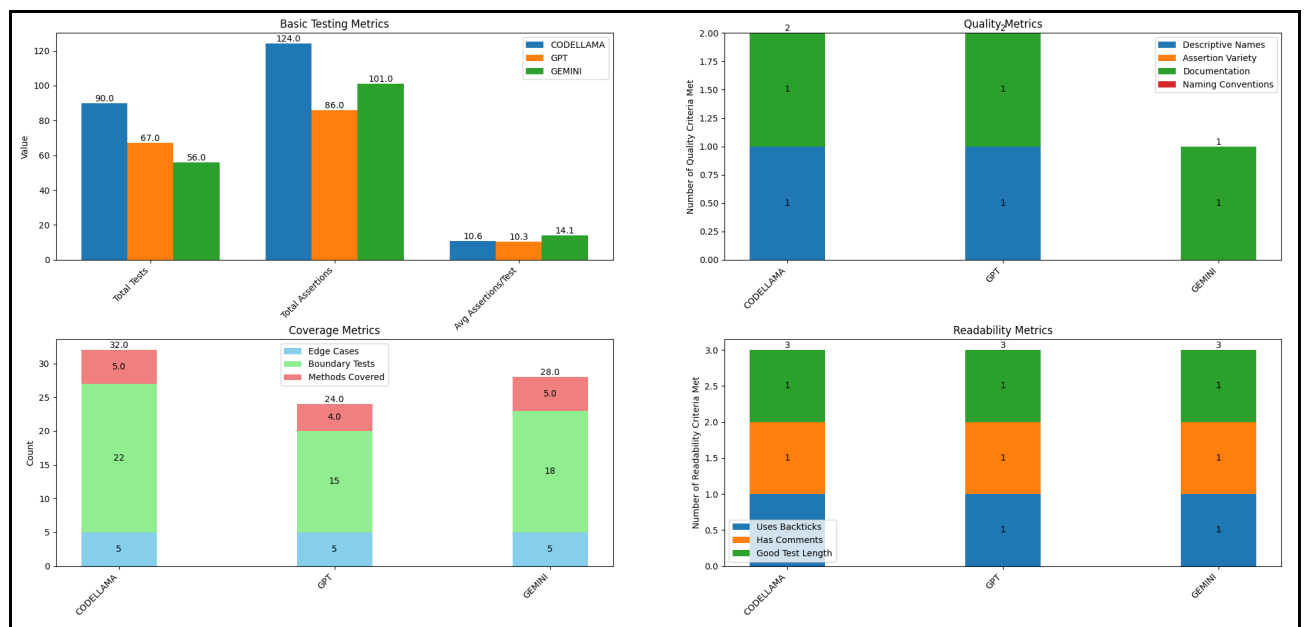 Basic Testing Metrics
Value
0
20
40
60
80
100
120
90.0
67.0
56.0
124.0
86.0
101.0
10.6
10.3
14.1
CODELLAMA
GPT
GEMINI
Total Tests
Total Assertions
Avg Assertions/Test
Quality Metrics
Number of Quality Criteria Met
2.00
1.75
1.50
1.25
1.00
0.75
0.50
0.25
0.00
2
2
1
1
1
1
1
1
Descriptive Names
Assertion Variety
Documentation
Naming Conventions
CODELLAMA
GPT
GEMINI
Coverage Metrics
Count
30
25
20
15
10
5
0
32.0
5.0
22
5
24.0
4.0
15
5
28.0
5.0
18
5
Edge Cases
Boundary Tests
Methods Covered
CODELLAMA
GPT
GEMINI
Readability Metrics
Number of Readability Criteria Met
3.0
2.5
2.0
1.5
1.0
0.5
0.0
3
3
3
1
1
1
1
1
1
1
1
Uses Backticks
Has Comments
Good Test Length
CODELLAMA
GPT
GEMINI